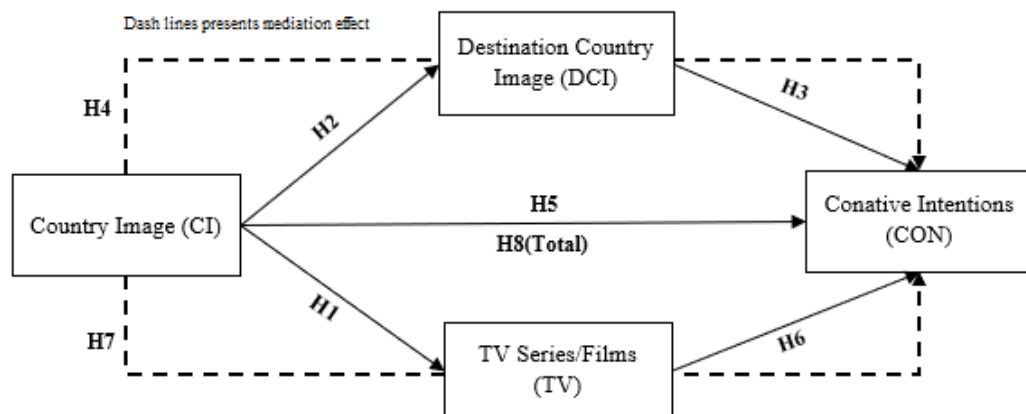 Dash lines presents mediation effect
Destination Country
Image (DCI)
H3
H4
H2
Country Image (CI)
H5
H8(Total)
Conative Intentions
(CON)
H1
H7
TV Series/Films
(TV)
H6